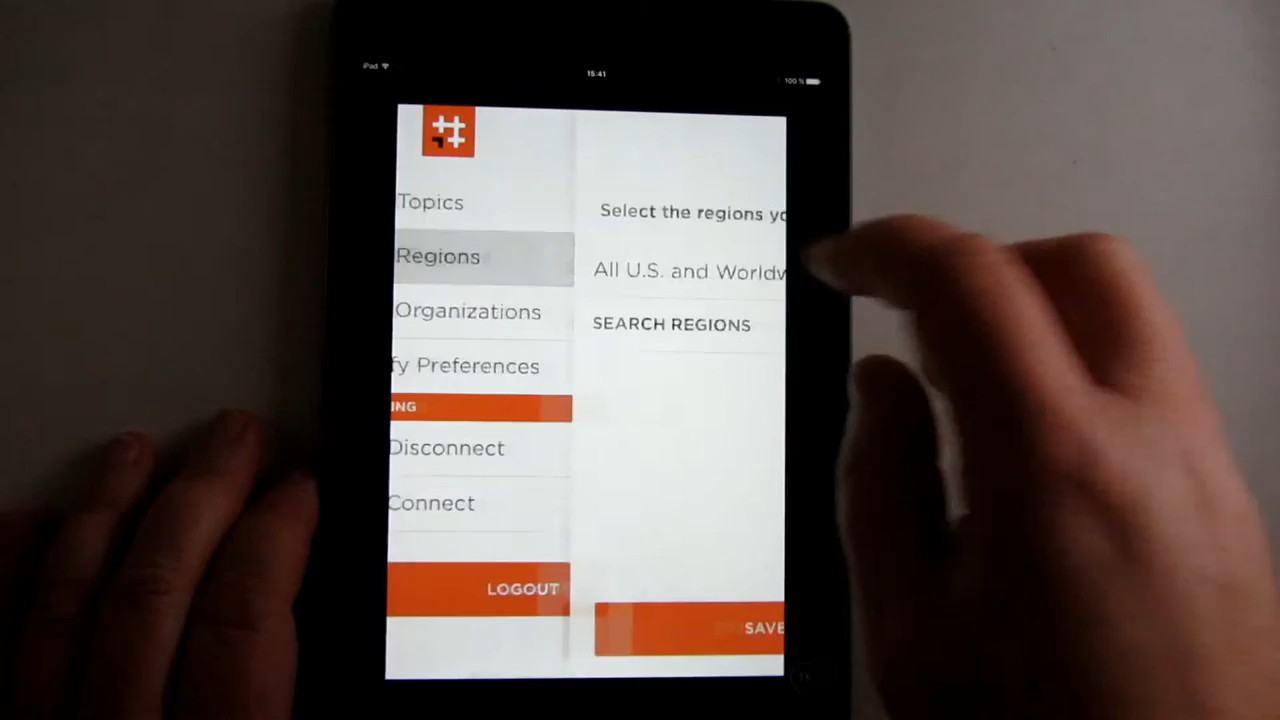 iPad
15:41
100 %
Topics
Regions
Organizations
fy Preferences
ING
Disconnect
Connect
LOGOUT
Select the regions yo
All U.S. and Worldw
SEARCH REGIONS
SAVE